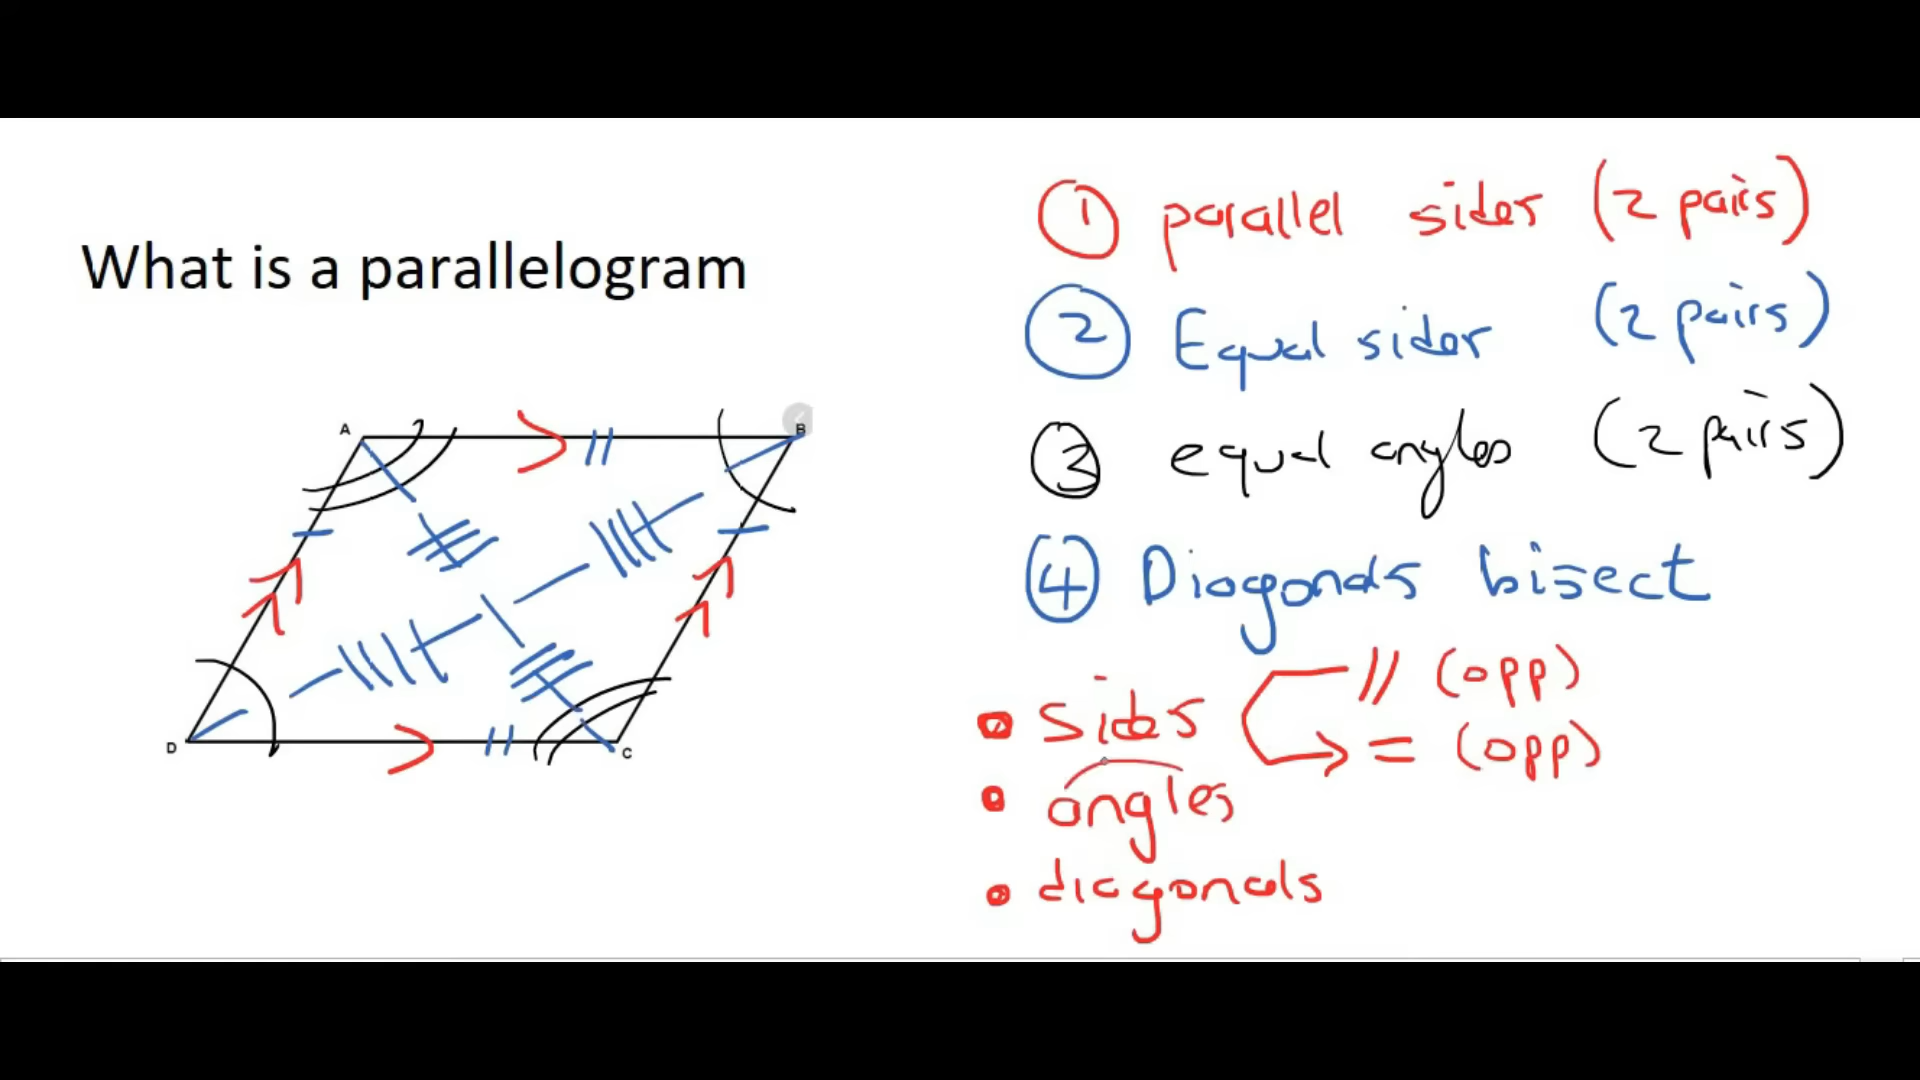 What is a parallelogram
A
B
D
C
① parallel sides (2 pairs)
② Equal sides (2 pairs)
③ equal angles (2 pairs)
④ Diagonals bisect
• Sides // (opp)
= (opp)
• angles
• diagonals